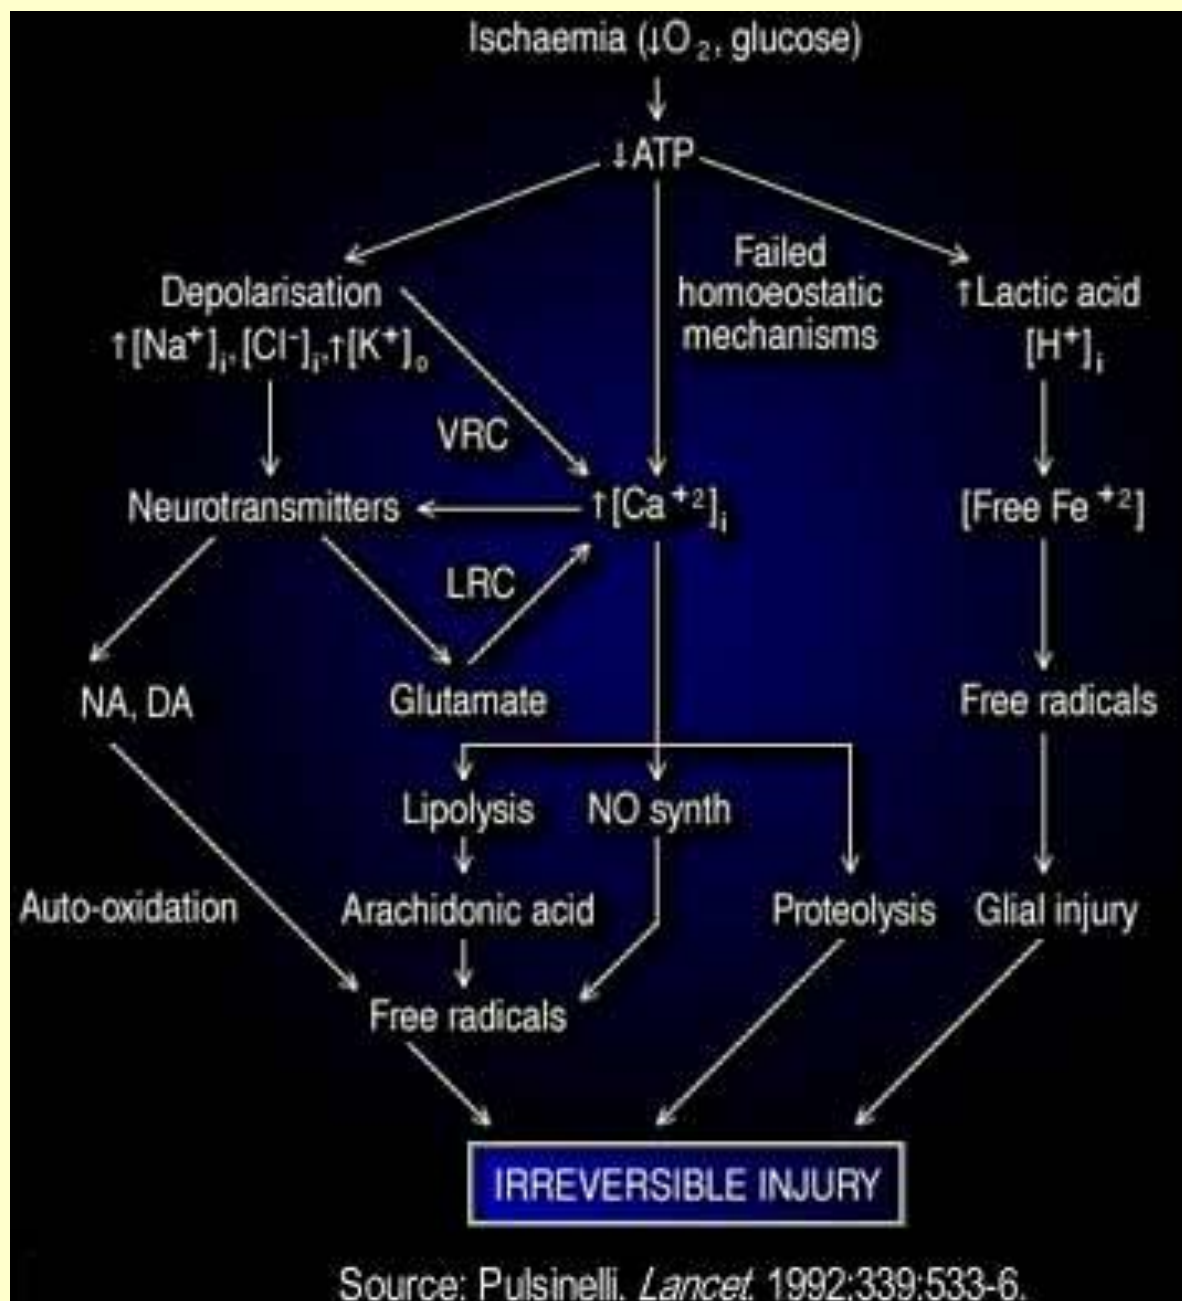 Ischaemia (↓O₂, glucose)
↓ATP
Failed
homoeostatic
mechanisms
Depolarisation
↑[Na⁺]ᵢ, [Cl⁻]ᵢ,↑[K⁺]ₒ
↑Lactic acid
[H⁺]ᵢ
VRC
Neurotransmitters
↑[Ca⁺²]ᵢ
[Free Fe⁺²]
LRC
NA, DA
Glutamate
Free radicals
Lipolysis
NO synth
Auto-oxidation
Arachidonic acid
Proteolysis
Glial injury
Free radicals
IRREVERSIBLE INJURY
Source: Pulsinelli. Lancet. 1992;339:533-6.